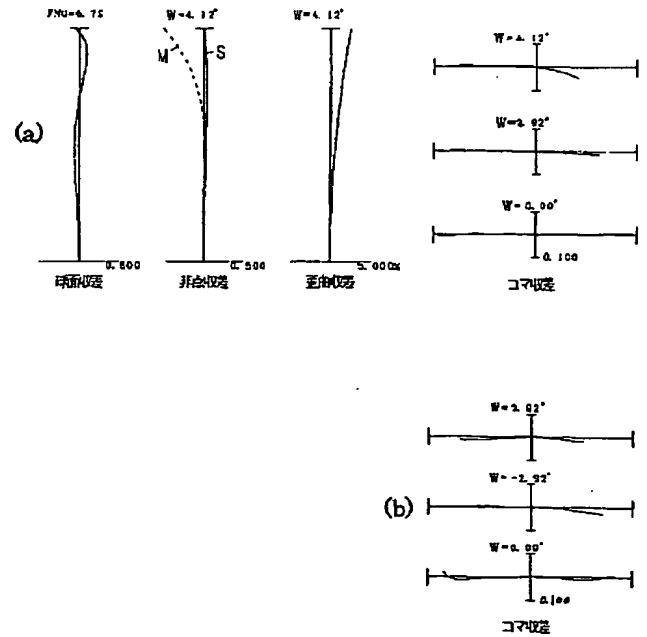 FNO=4.75
W=4.12°
W=4.12°
M
S
(a)
0.500
0.500
5.000%
球面収差
非点収差
歪曲収差
W=4.12°
W=2.92°
W=0.00°
0.100
コマ収差
(b)
W=2.92°
W=-2.92°
W=0.00°
0.100
コマ収差